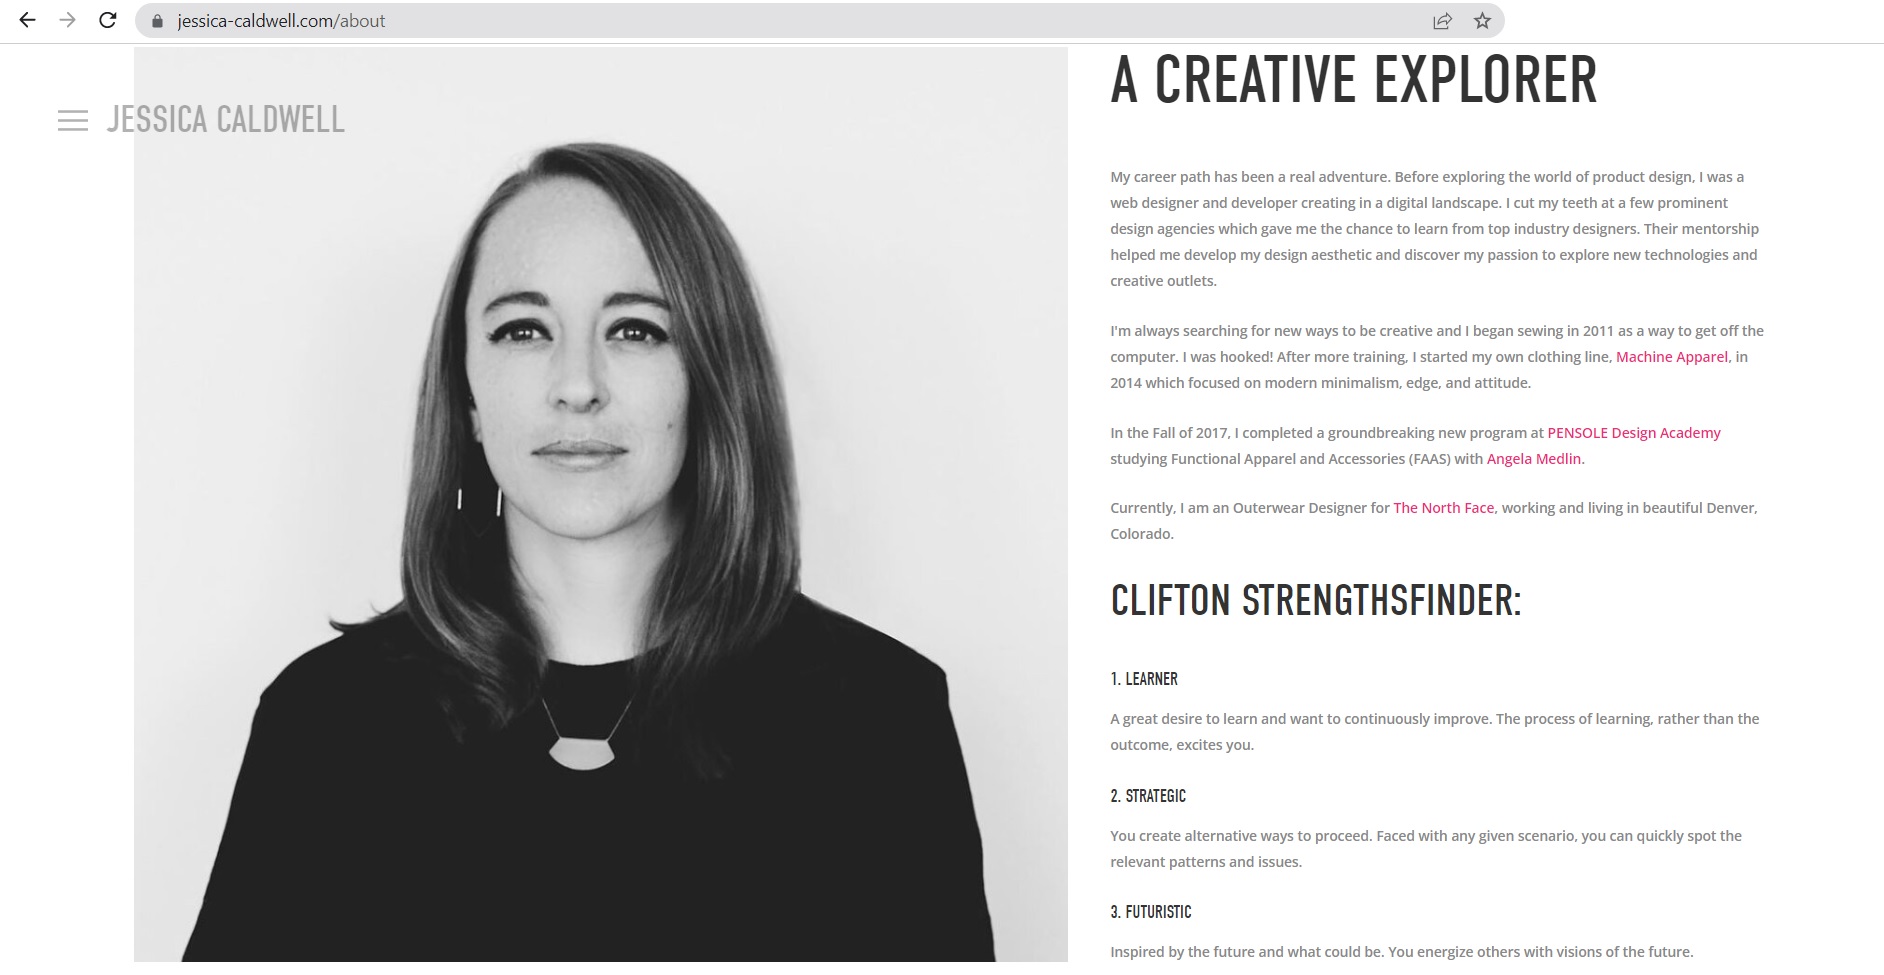 jessica-caldwell.com/about
JESSICA CALDWELL
A CREATIVE EXPLORER
My career path has been a real adventure. Before exploring the world of product design, I was a
web designer and developer creating in a digital landscape. I cut my teeth at a few prominent
design agencies which gave me the chance to learn from top industry designers. Their mentorship
helped me develop my design aesthetic and discover my passion to explore new technologies and
creative outlets.
I'm always searching for new ways to be creative and I began sewing in 2011 as a way to get off the
computer. I was hooked! After more training, I started my own clothing line, Machine Apparel, in
2014 which focused on modern minimalism, edge, and attitude.
In the Fall of 2017, I completed a groundbreaking new program at PENSOLE Design Academy
studying Functional Apparel and Accessories (FAAS) with Angela Medlin.
Currently, I am an Outerwear Designer for The North Face, working and living in beautiful Denver,
Colorado.
CLIFTON STRENGTHSFINDER:
1. LEARNER
A great desire to learn and want to continuously improve. The process of learning, rather than the
outcome, excites you.
2. STRATEGIC
You create alternative ways to proceed. Faced with any given scenario, you can quickly spot the
relevant patterns and issues.
3. FUTURISTIC
Inspired by the future and what could be. You energize others with visions of the future.